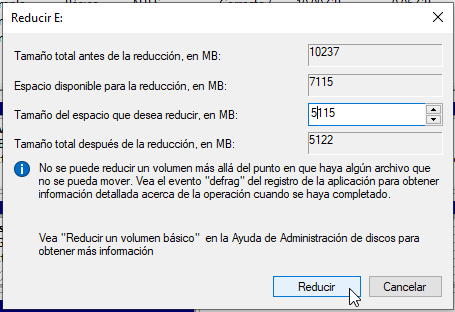 Reducir E:
Tamaño total antes de la reducción, en MB: 10237
Espacio disponible para la reducción, en MB: 7115
Tamaño del espacio que desea reducir, en MB: 5115
Tamaño total después de la reducción, en MB: 5122
No se puede reducir un volumen más allá del punto en que haya algún archivo que
no se pueda mover. Vea el evento "defrag" del registro de la aplicación para obtener
información detallada acerca de la operación cuando se haya completado.
Vea "Reducir un volumen básico" en la Ayuda de Administración de discos para
obtener más información
Reducir Cancelar